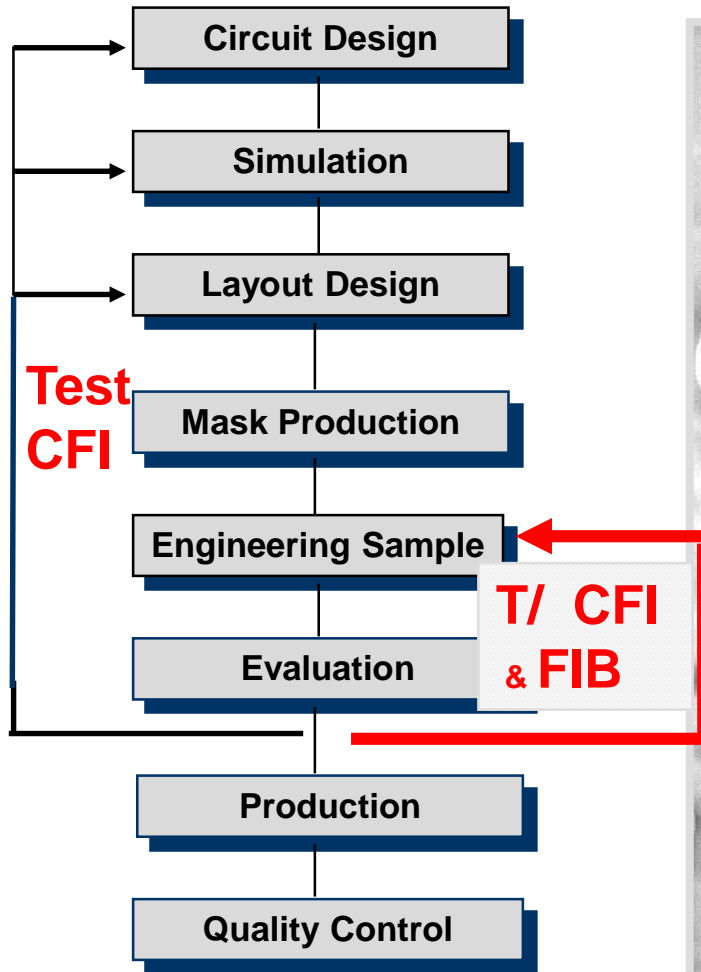 Circuit Design
Simulation
Layout Design
Test
CFI
Mask Production
Engineering Sample
T/ CFI
& FIB
Evaluation
Production
Quality Control